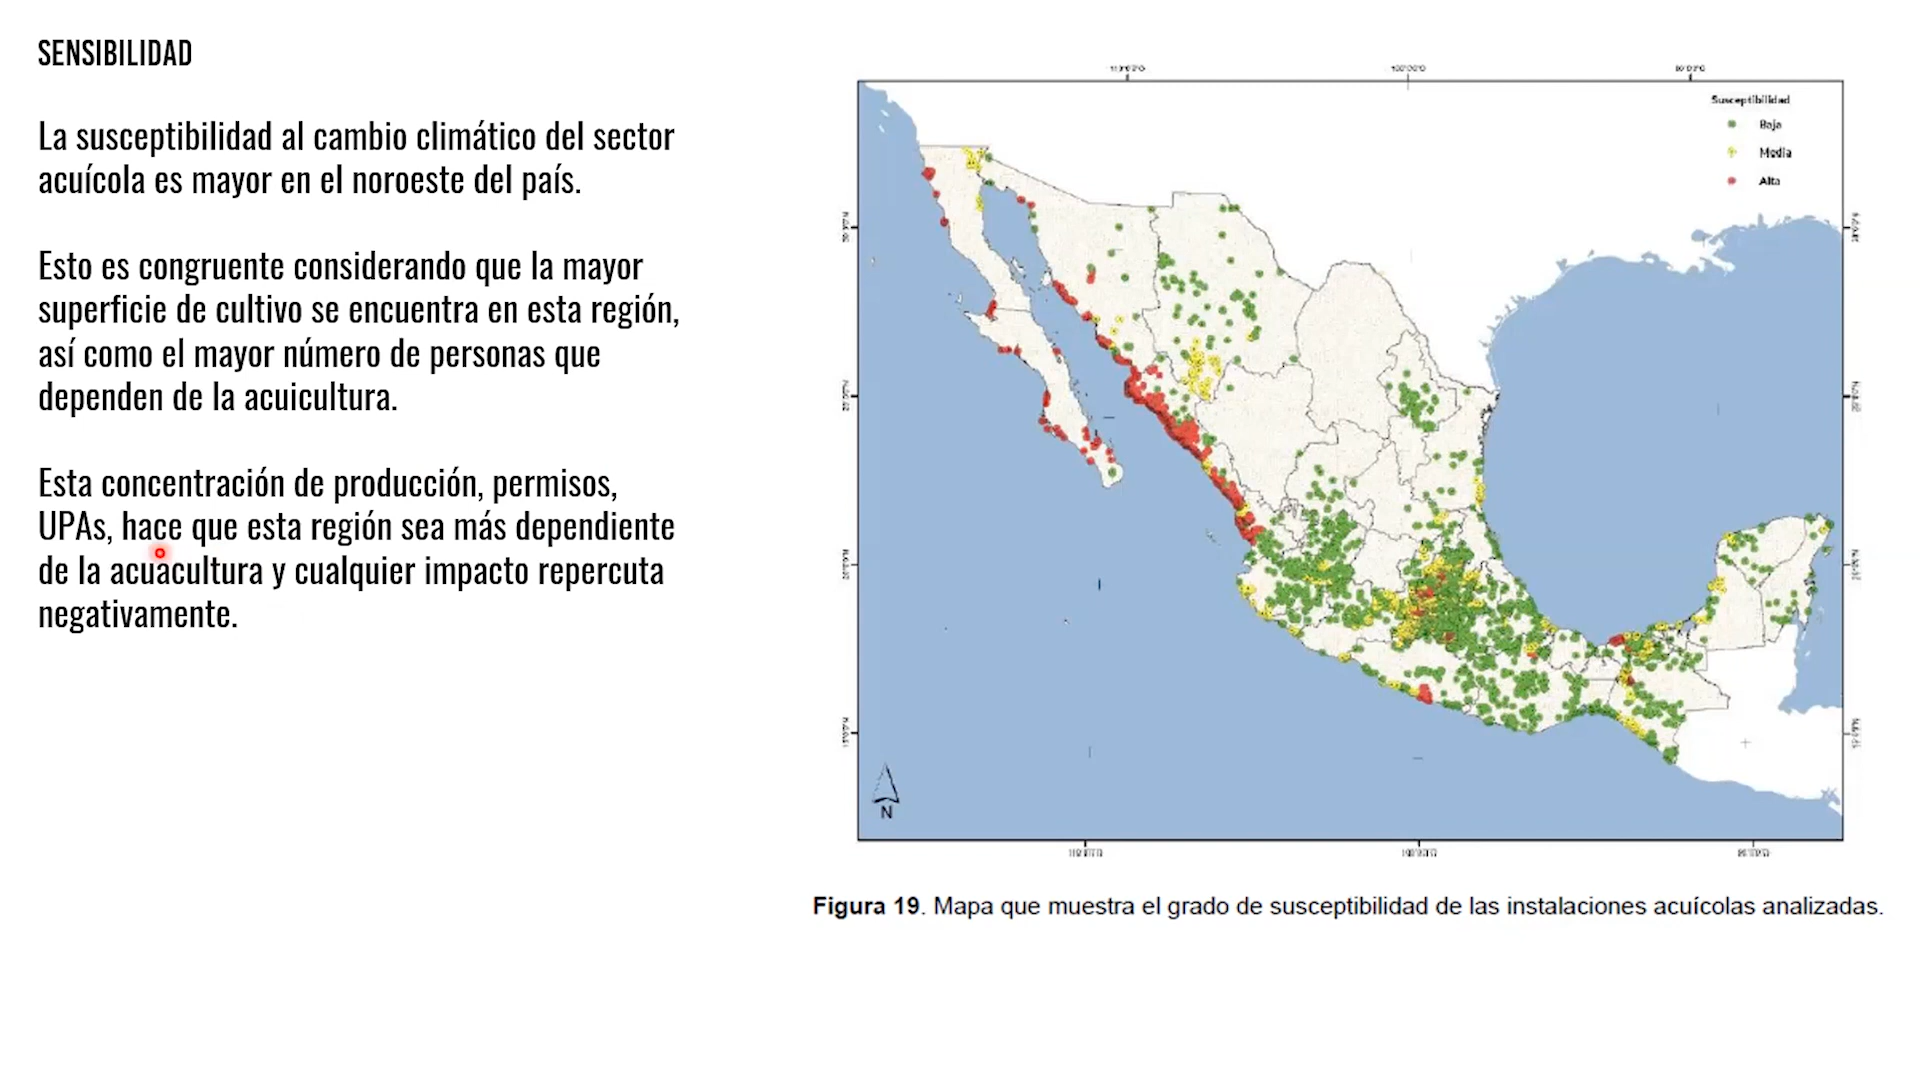 SENSIBILIDAD
La susceptibilidad al cambio climático del sector
acuícola es mayor en el noroeste del país.
Esto es congruente considerando que la mayor
superficie de cultivo se encuentra en esta región,
así como el mayor número de personas que
dependen de la acuicultura.
Esta concentración de producción, permisos,
UPAs, hace que esta región sea más dependiente
de la acuacultura y cualquier impacto repercuta
negativamente.
Susceptibilidad
Baja
Media
Alta
N
Figura 19. Mapa que muestra el grado de susceptibilidad de las instalaciones acuícolas analizadas.